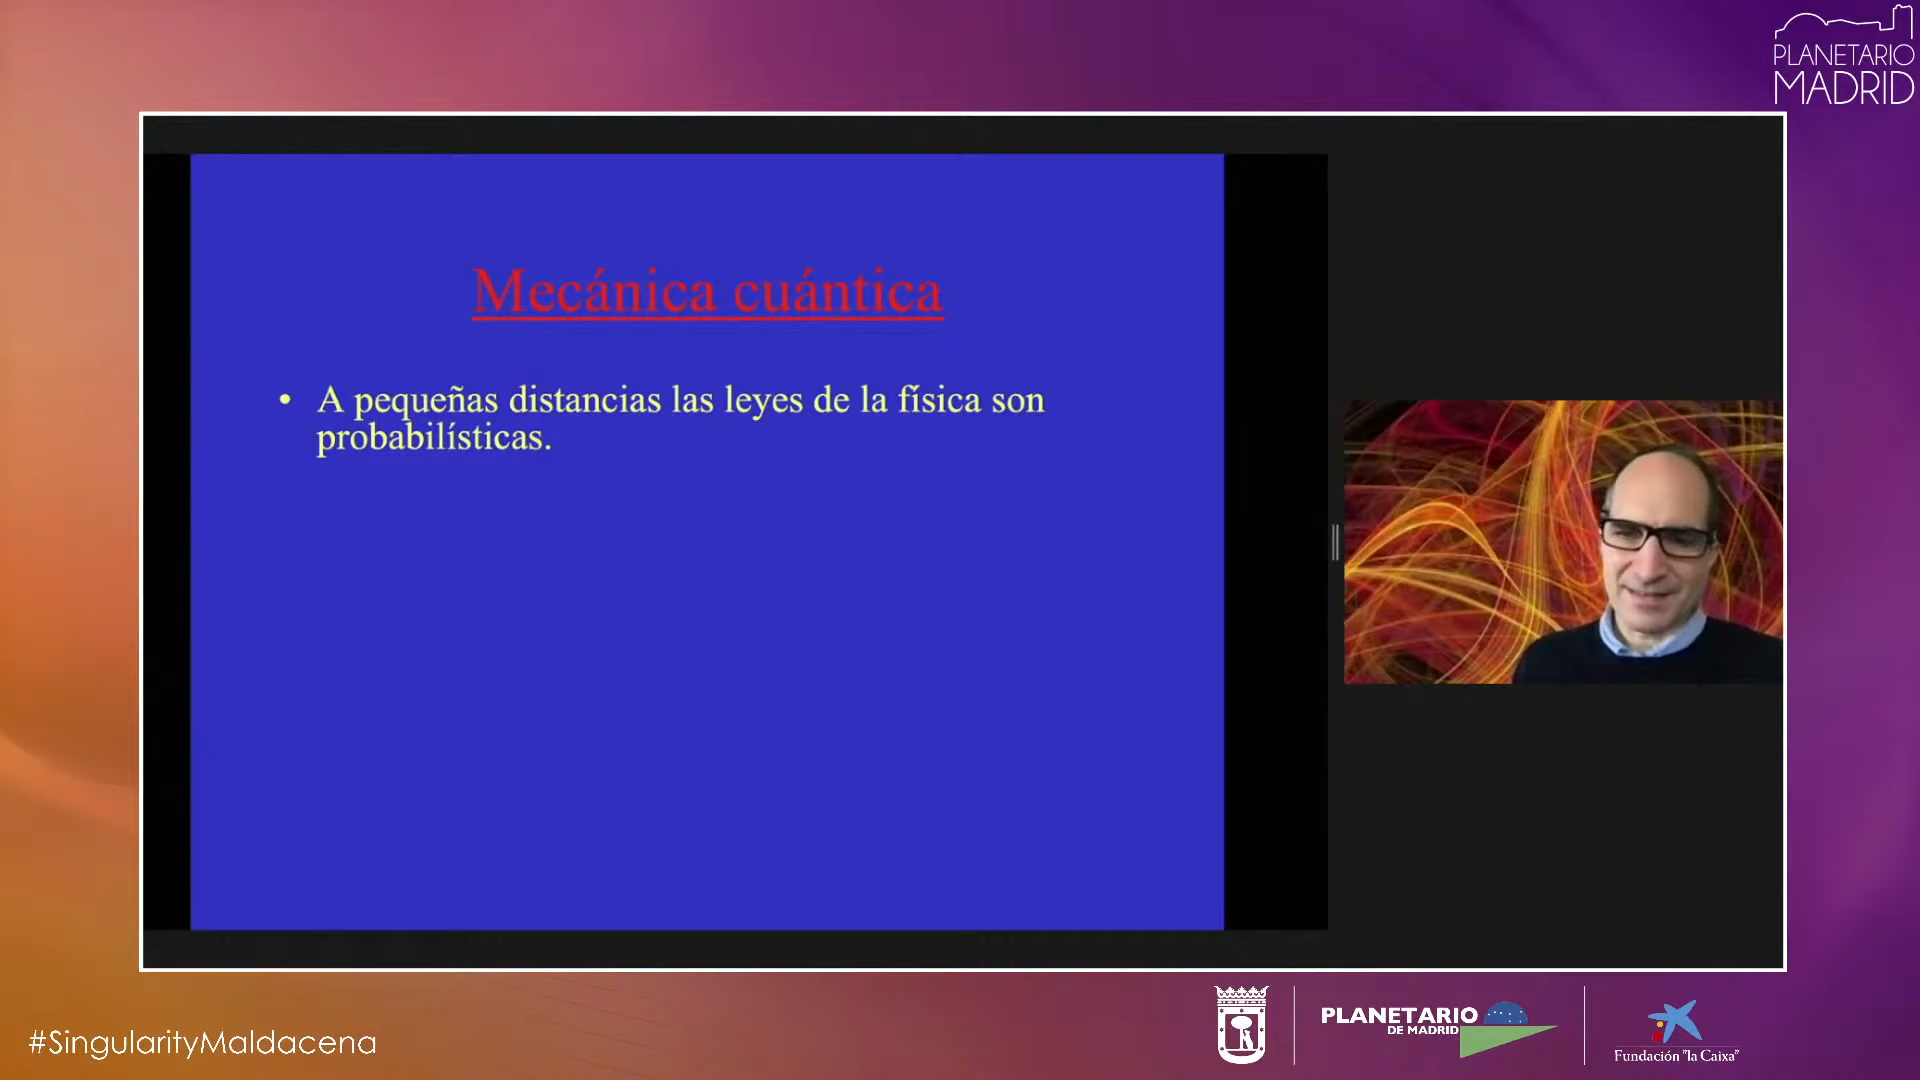 PLANETARIO
MADRID
Mecánica cuántica
• A pequeñas distancias las leyes de la física son
probabilísticas.
#SingularityMaldacena
PLANETARIO
DE MADRID
Fundación "la Caixa"